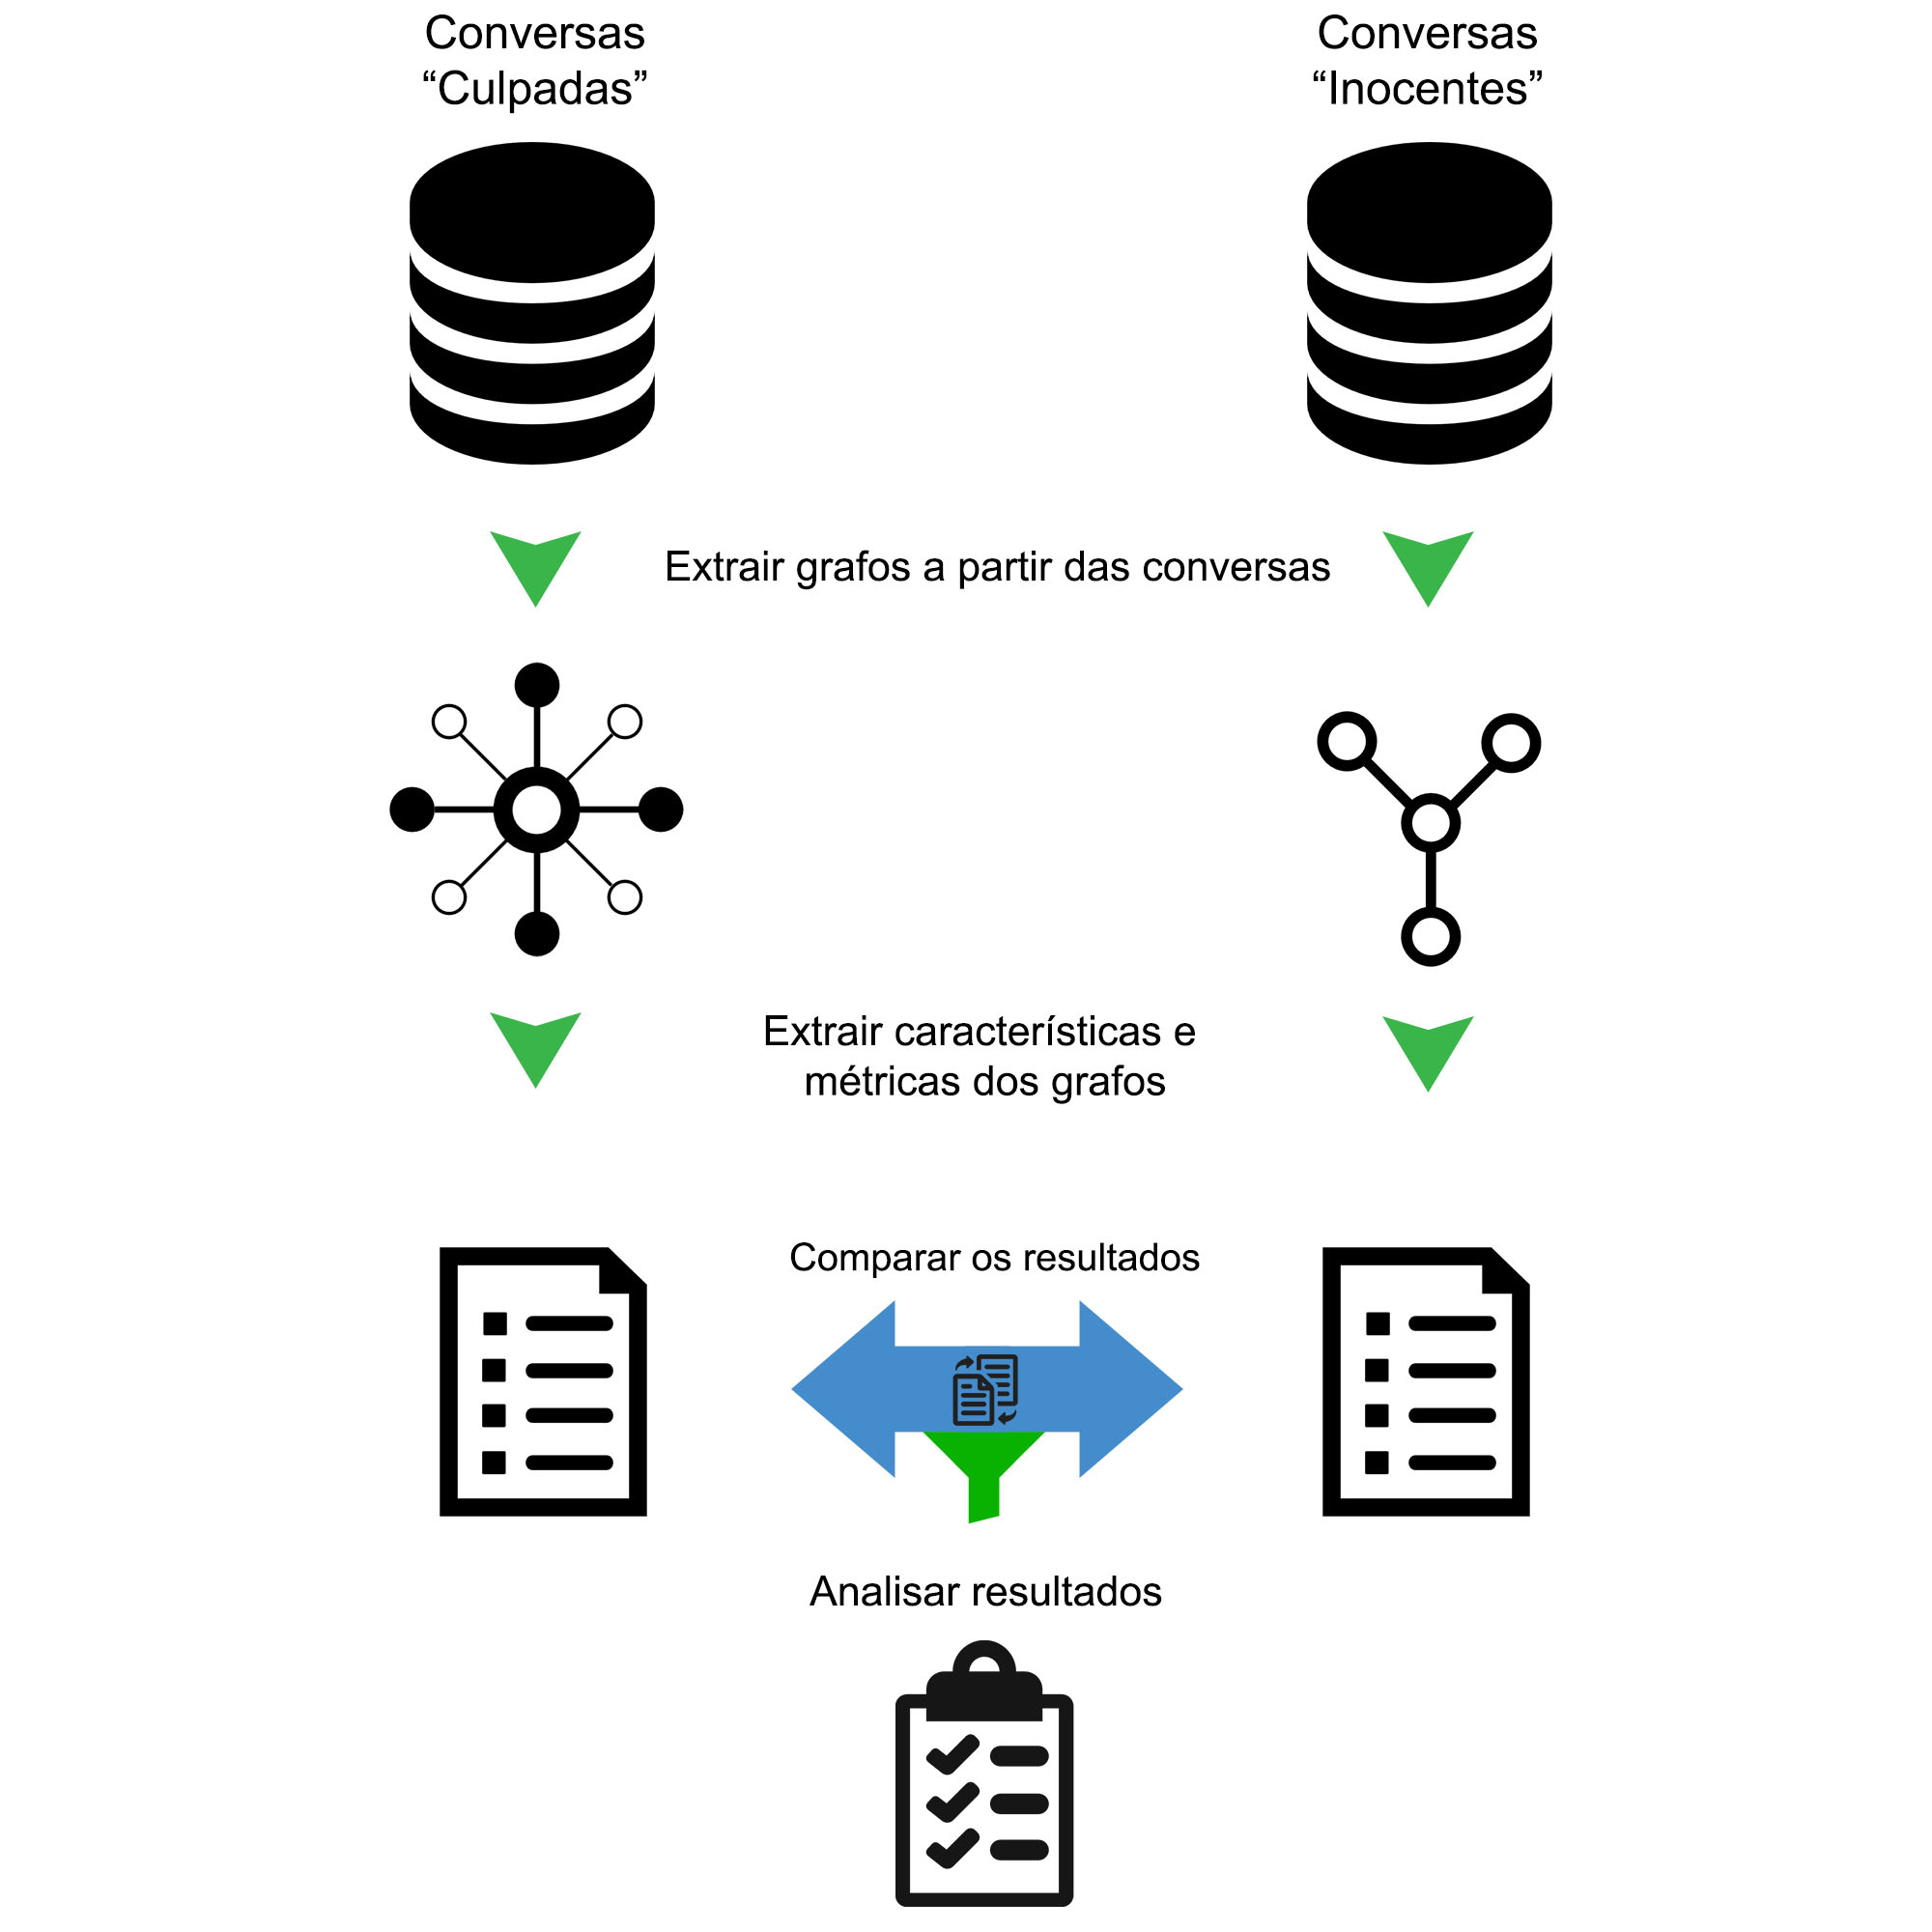 Conversas
“Culpadas”
Conversas
“Inocentes”
Extrair grafos a partir das conversas
Extrair características e
métricas dos grafos
Comparar os resultados
Analisar resultados